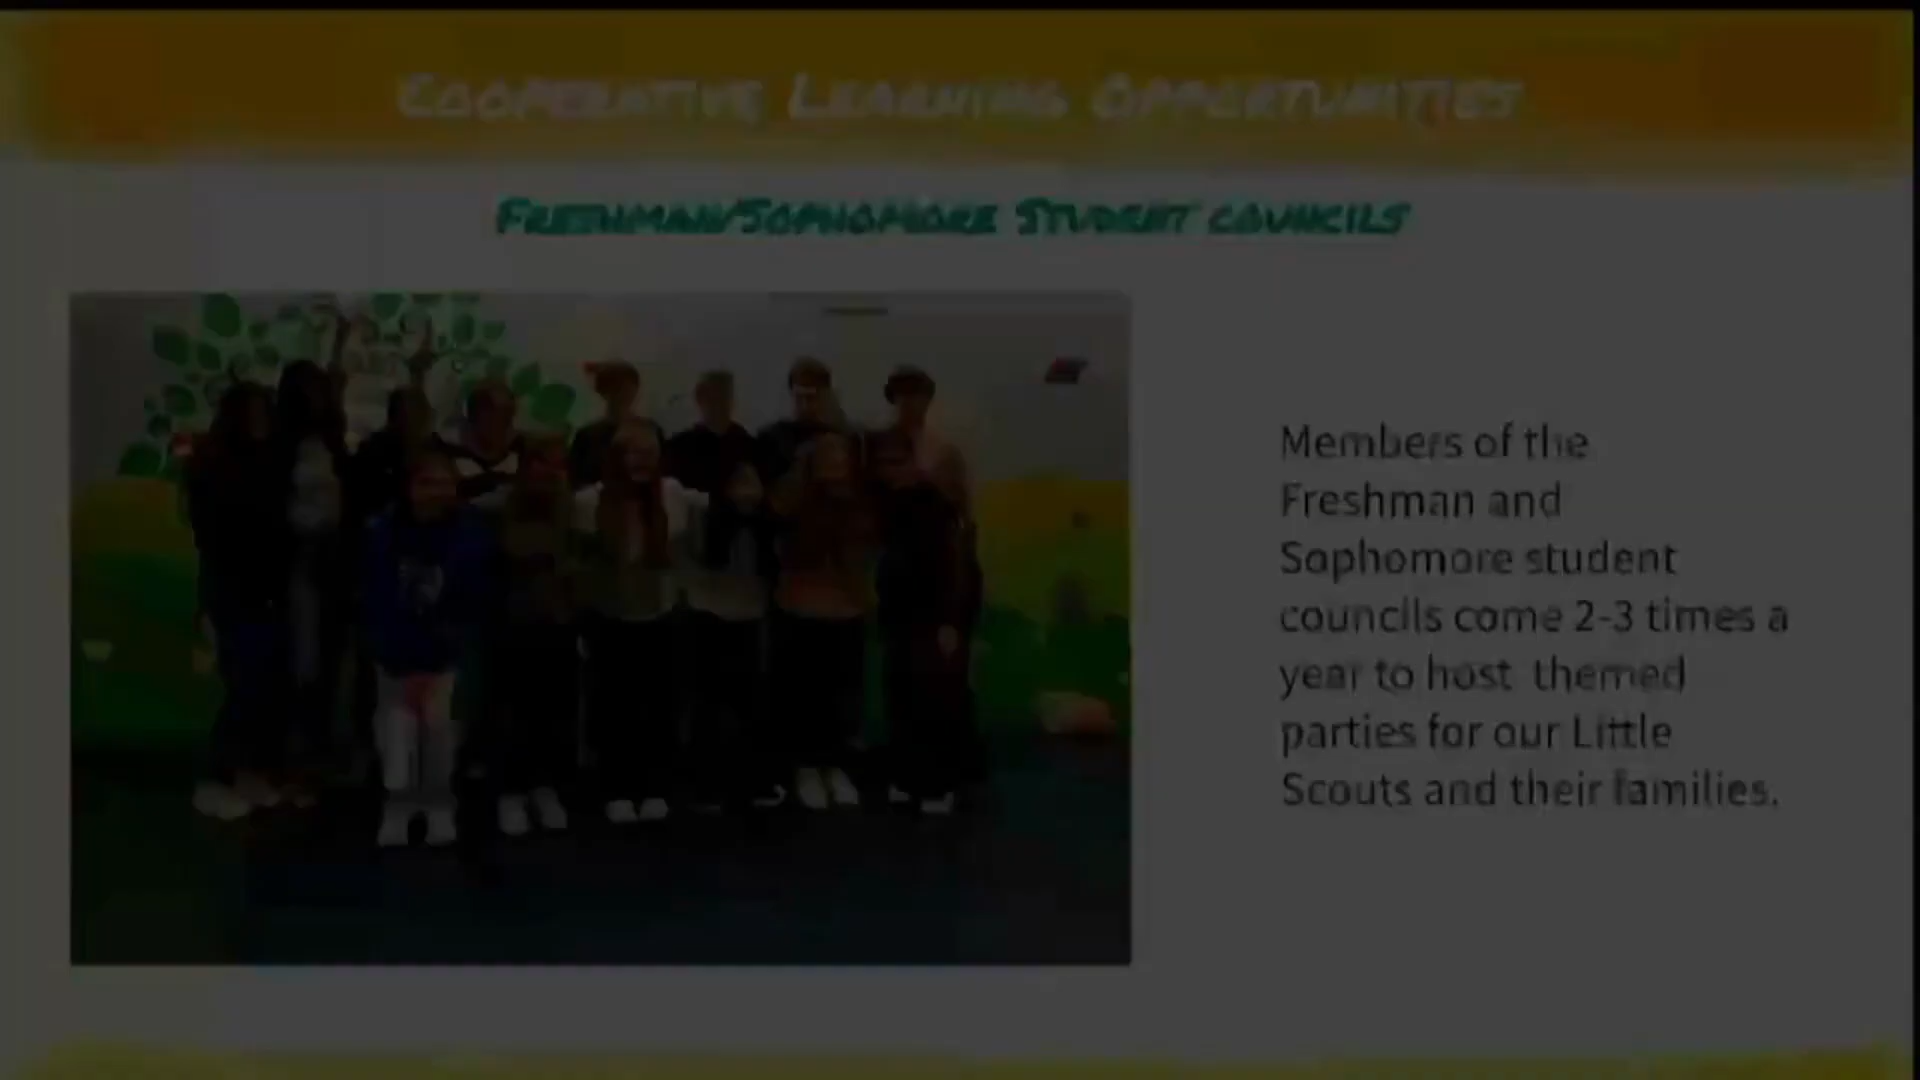 Cooperative Learning Opportunities
Freshman/Sophomore Student Councils
Members of the
Freshman and
Sophomore student
councils come 2-3 times a
year to host themed
parties for our Little
Scouts and their families.